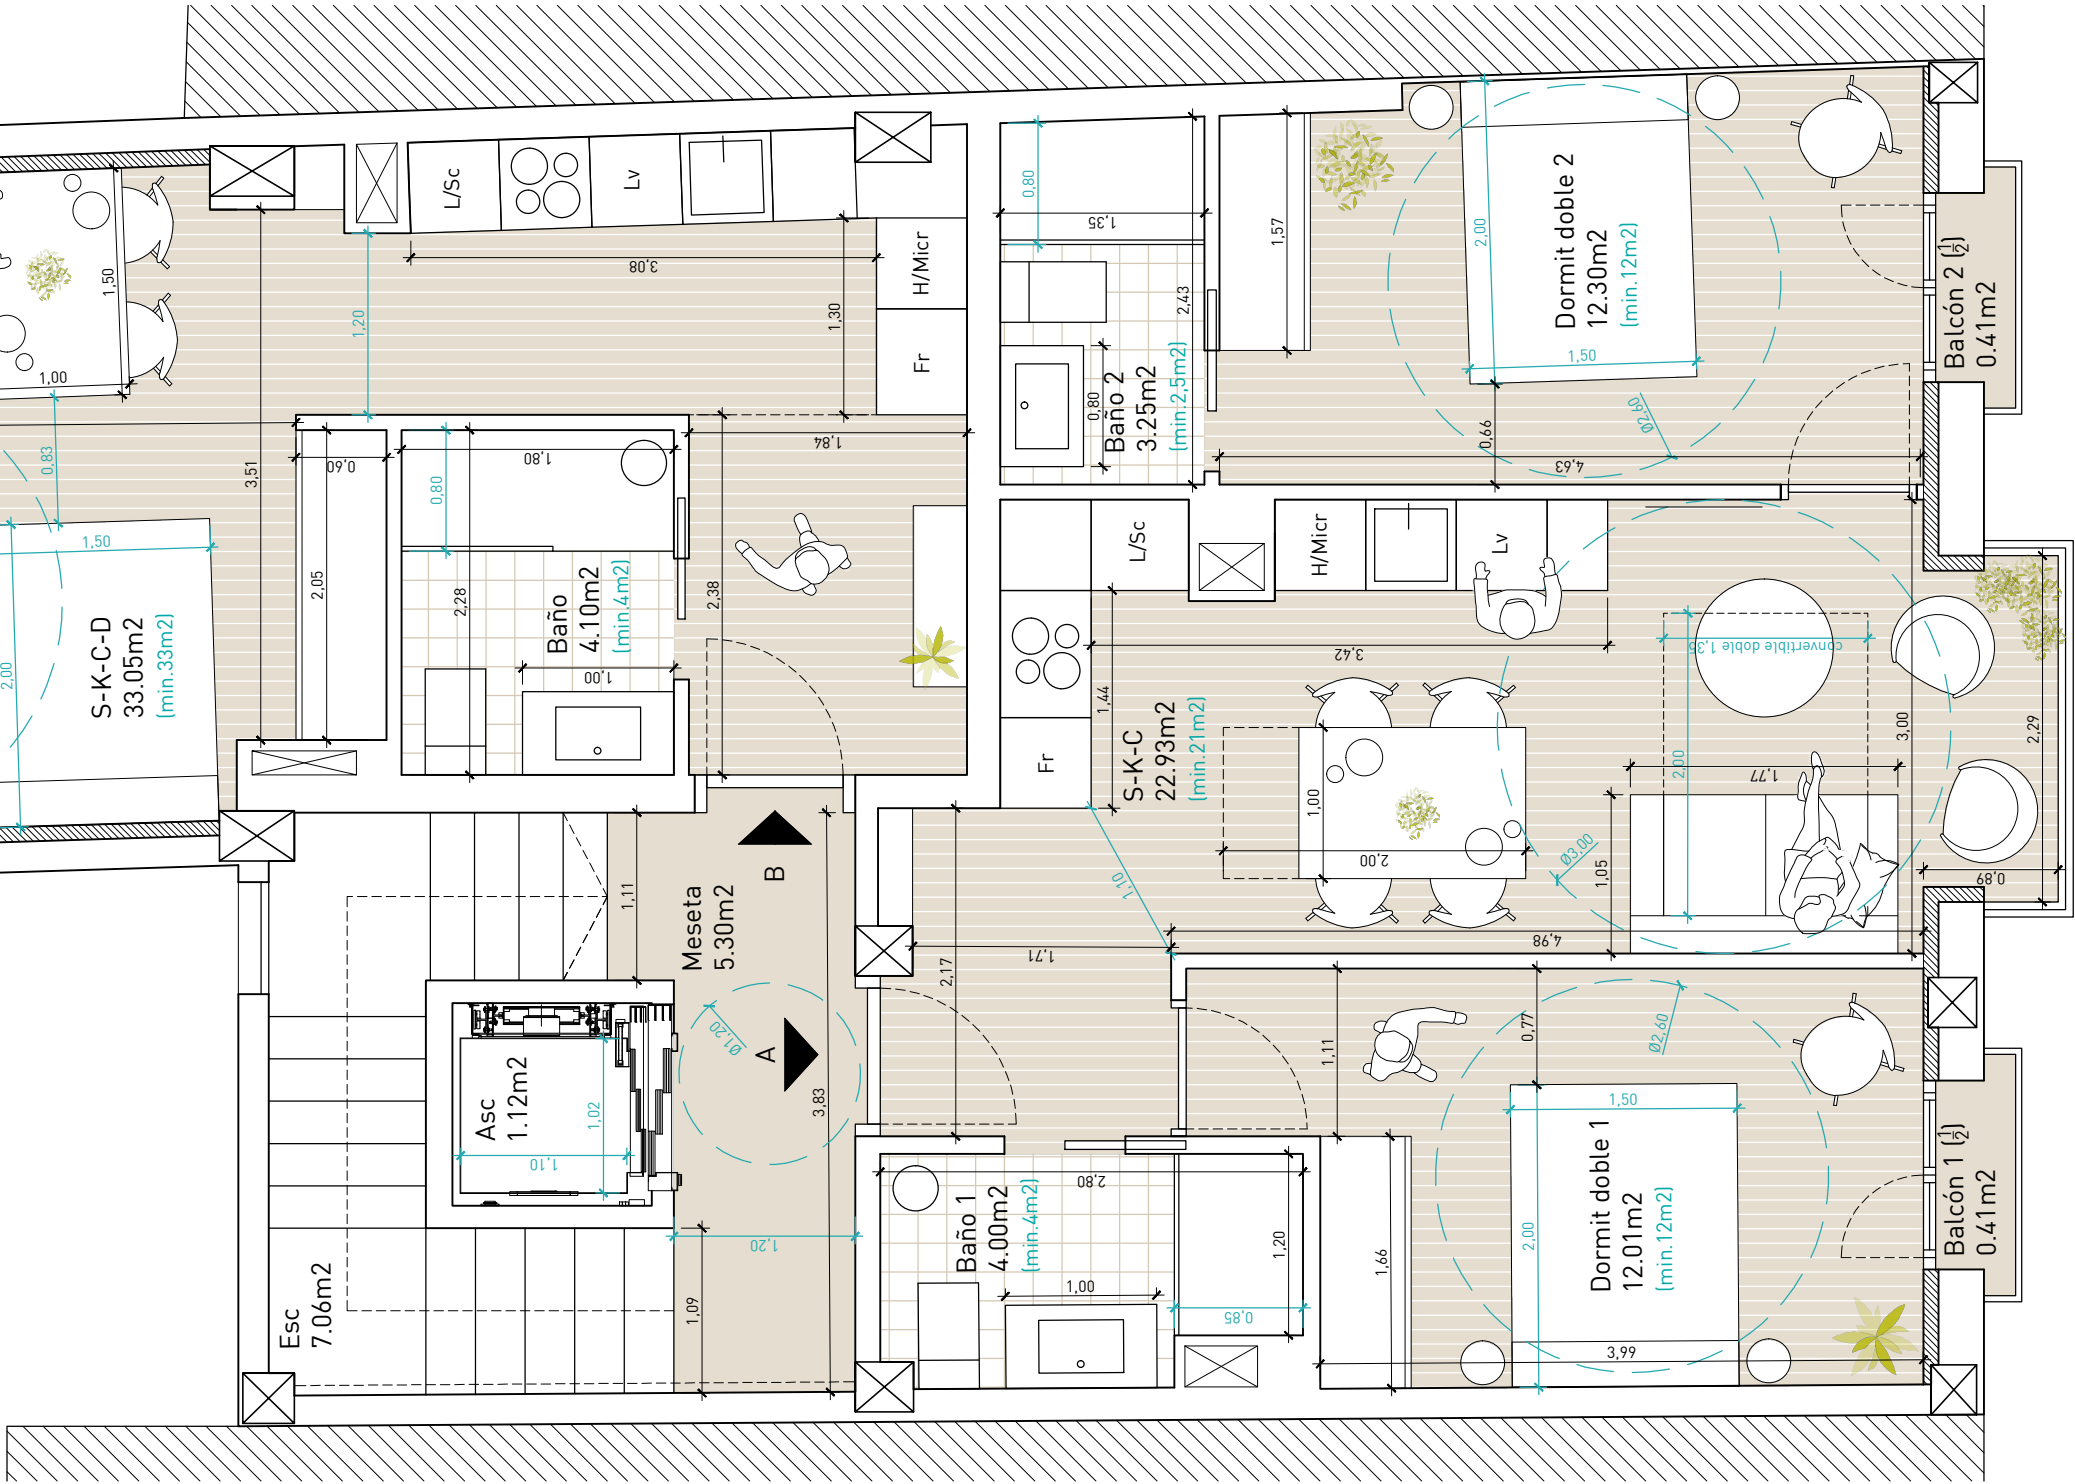 L/Sc
Lv
H/Micr
Fr
3,08
1,30
1,20
1,50
1,00
0,83
3,51
0,60
2,05
1,50
2,00
S-K-C-D
33.05m2
(min.33m2)
1,80
0,80
2,28
Baño
4.10m2
(min.4m2)
1,00
1,84
2,38
0,80
1,35
2,43
0,80
Baño 2
3.25m2
(min.2,5m2)
1,57
2,00
Dormit doble 2
12.30m2
(min.12m2)
1,50
Ø2,60
0,66
4,63
Balcón 2 (1/2)
0.41m2
L/Sc
H/Micr
Lv
Fr
3,42
1,44
S-K-C
22.93m2
(min.21m2)
1,00
2,00
1,10
Ø3,00
convertible doble 1,35
2,00
1,77
1,05
3,00
2,29
0,89
4,98
1,71
2,17
B
A
Meseta
5.30m2
1,11
Ø1,20
3,83
Asc
1.12m2
1,02
1,10
1,20
1,09
Esc
7.06m2
Baño 1
4.00m2
(min.4m2)
2,80
1,00
1,20
0,85
1,11
0,77
Ø2,60
1,50
2,00
Dormit doble 1
12.01m2
(min.12m2)
1,66
3,99
Balcón 1 (1/2)
0.41m2